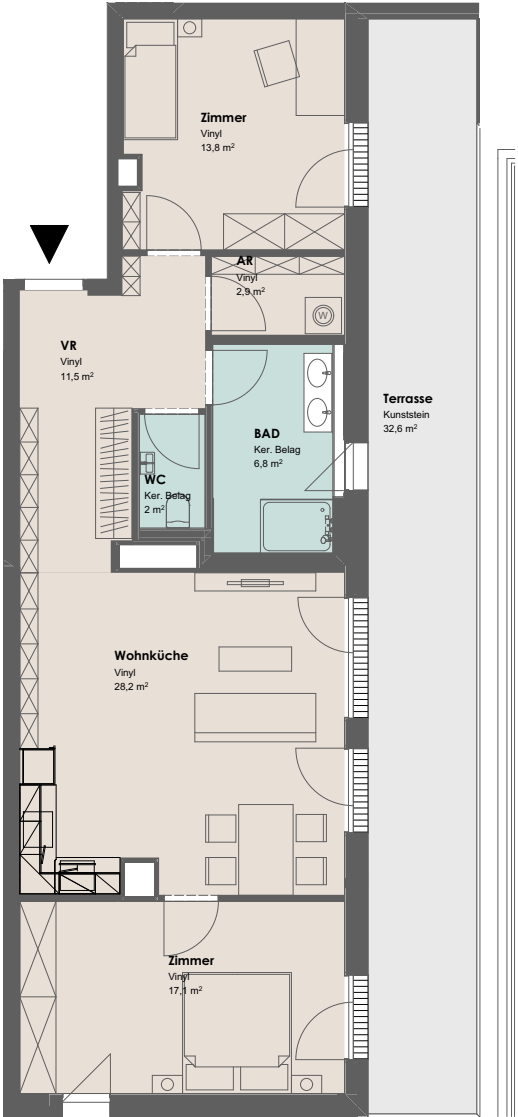 Zimmer
Vinyl
13,8 m²
AR
Vinyl
2,9 m²
W
VR
Vinyl
11,5 m²
Terrasse
Kunststein
32,6 m²
BAD
Ker. Belag
6,8 m²
WC
Ker. Belag
2 m²
Wohnküche
Vinyl
28,2 m²
Zimmer
Vinyl
17,1 m²